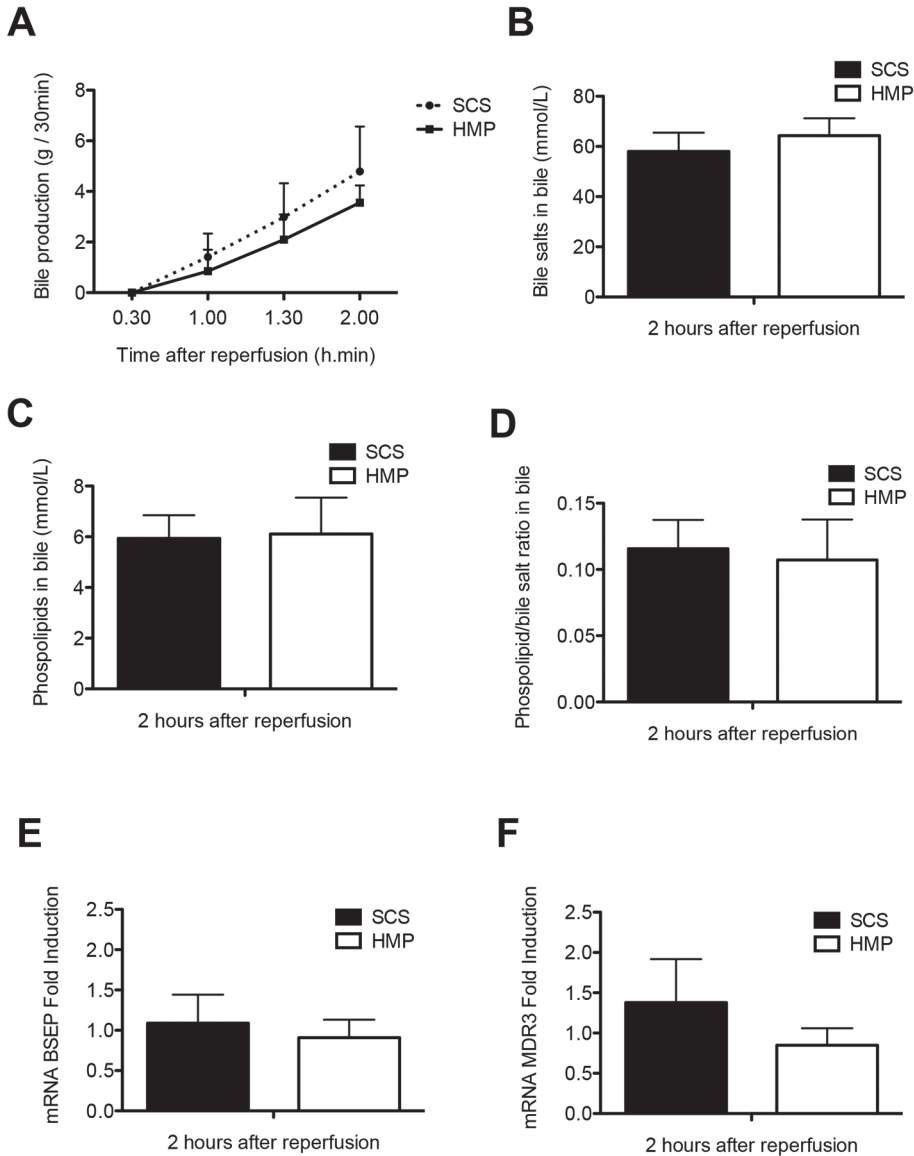 A
Bile production (g / 30min)
8
6
4
2
0
0.30 1.00 1.30 2.00
Time after reperfusion (h.min)
SCS
HMP
B
Bile salts in bile (mmol/L)
80
60
40
20
0
2 hours after reperfusion
SCS
HMP
C
Phospolipids in bile (mmol/L)
8
6
4
2
0
2 hours after reperfusion
SCS
HMP
D
Phospolipid/bile salt ratio in bile
0.15
0.10
0.05
0.00
2 hours after reperfusion
SCS
HMP
E
mRNA BSEP Fold Induction
2.5
2.0
1.5
1.0
0.5
0.0
2 hours after reperfusion
SCS
HMP
F
mRNA MDR3 Fold Induction
2.5
2.0
1.5
1.0
0.5
0.0
2 hours after reperfusion
SCS
HMP